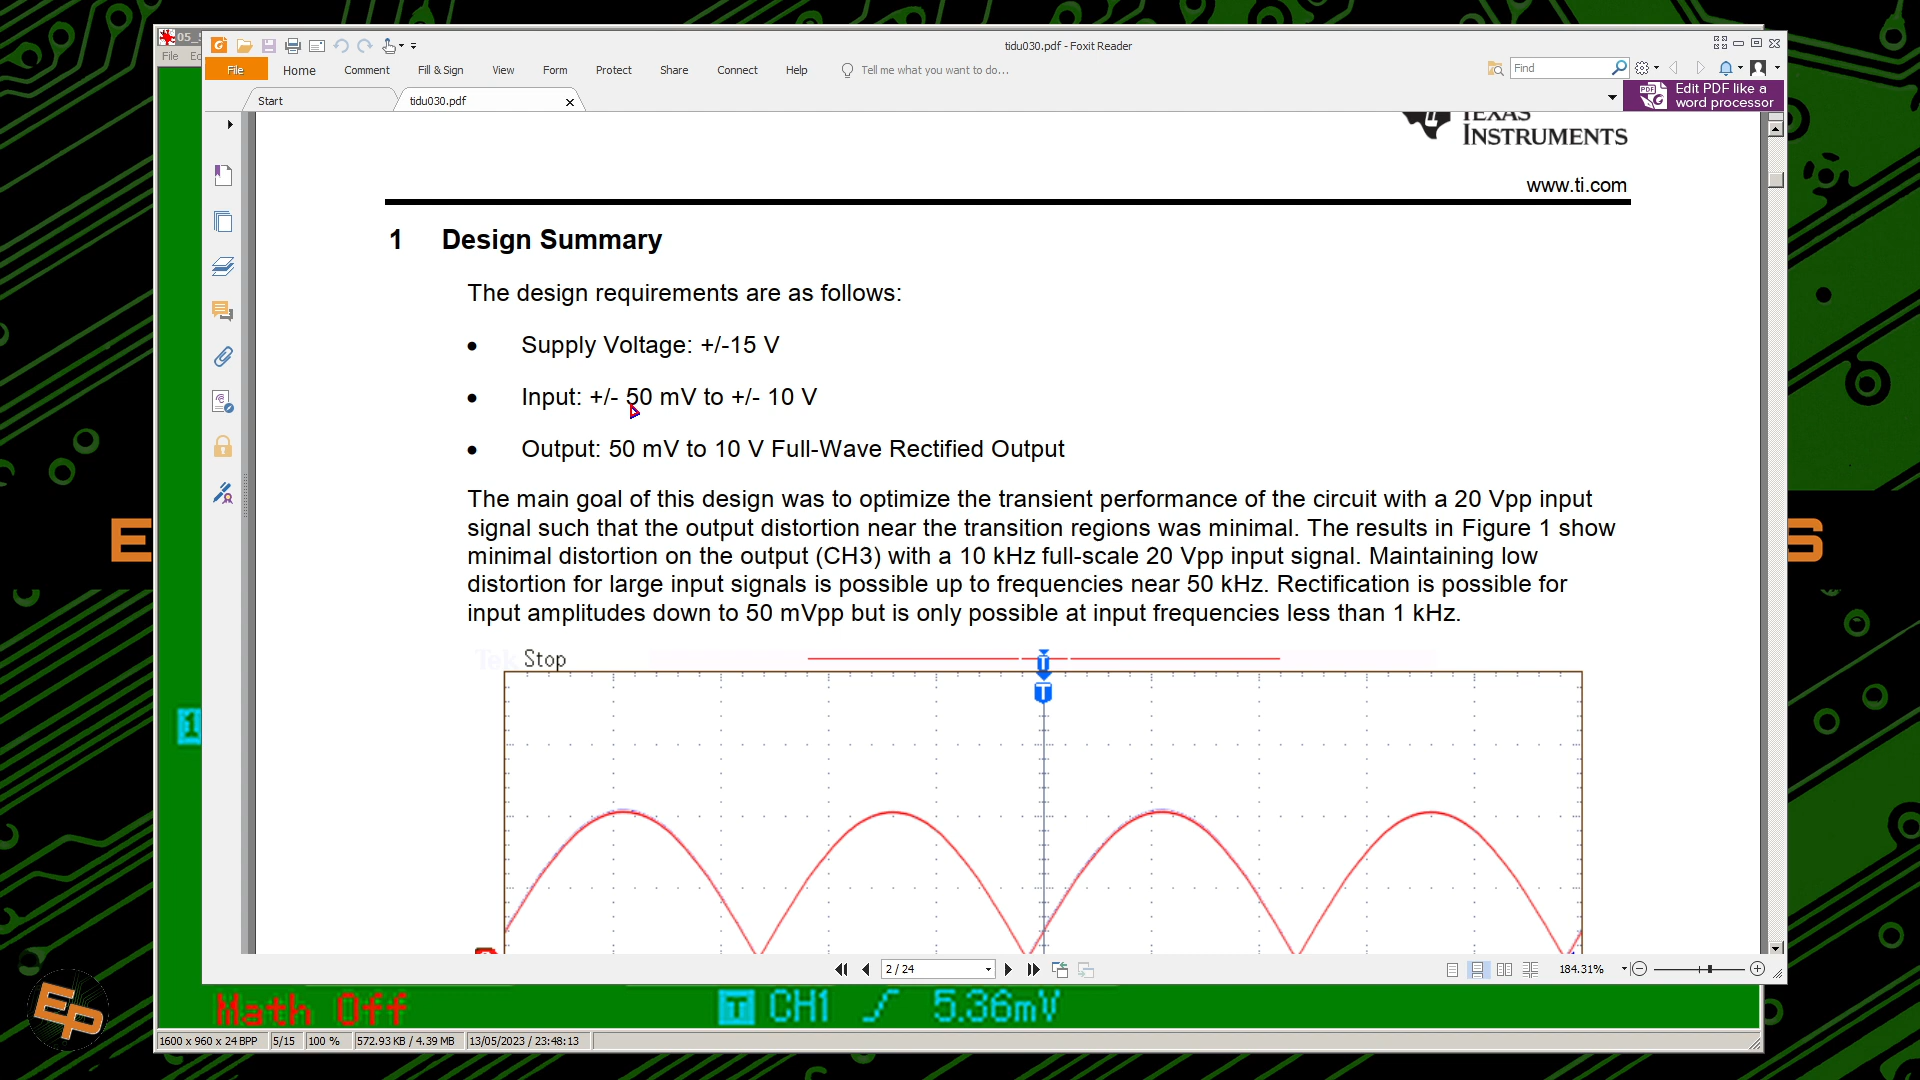 05_S
tidu030.pdf - Foxit Reader
File
File Home Comment Fill & Sign View Form Protect Share Connect Help Tell me what you want to do... Find
Start tidu030.pdf
Edit PDF like a
word processor
TEXAS
INSTRUMENTS
www.ti.com
1 Design Summary
The design requirements are as follows:
• Supply Voltage: +/-15 V
• Input: +/- 50 mV to +/- 10 V
• Output: 50 mV to 10 V Full-Wave Rectified Output
The main goal of this design was to optimize the transient performance of the circuit with a 20 Vpp input
signal such that the output distortion near the transition regions was minimal. The results in Figure 1 show
minimal distortion on the output (CH3) with a 10 kHz full-scale 20 Vpp input signal. Maintaining low
distortion for large input signals is possible up to frequencies near 50 kHz. Rectification is possible for
input amplitudes down to 50 mVpp but is only possible at input frequencies less than 1 kHz.
Tek Stop
T
T
1
E S
2 / 24 184.31%
EP
Math Off T CH1 5.36mV
1600 x 960 x 24 BPP 5/15 100 % 572.93 KB / 4.39 MB 13/05/2023 / 23:48:13